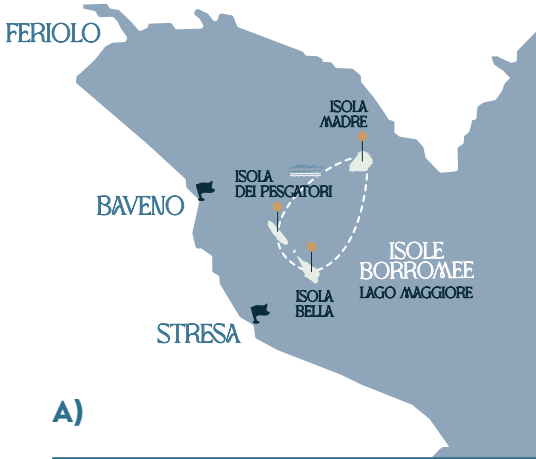 FERIOLO
ISOLA
MADRE
ISOLA
DEI PESCATORI
BAVENO
ISOLE
BORROMEE
LAGO MAGGIORE
ISOLA
BELLA
STRESA
A)